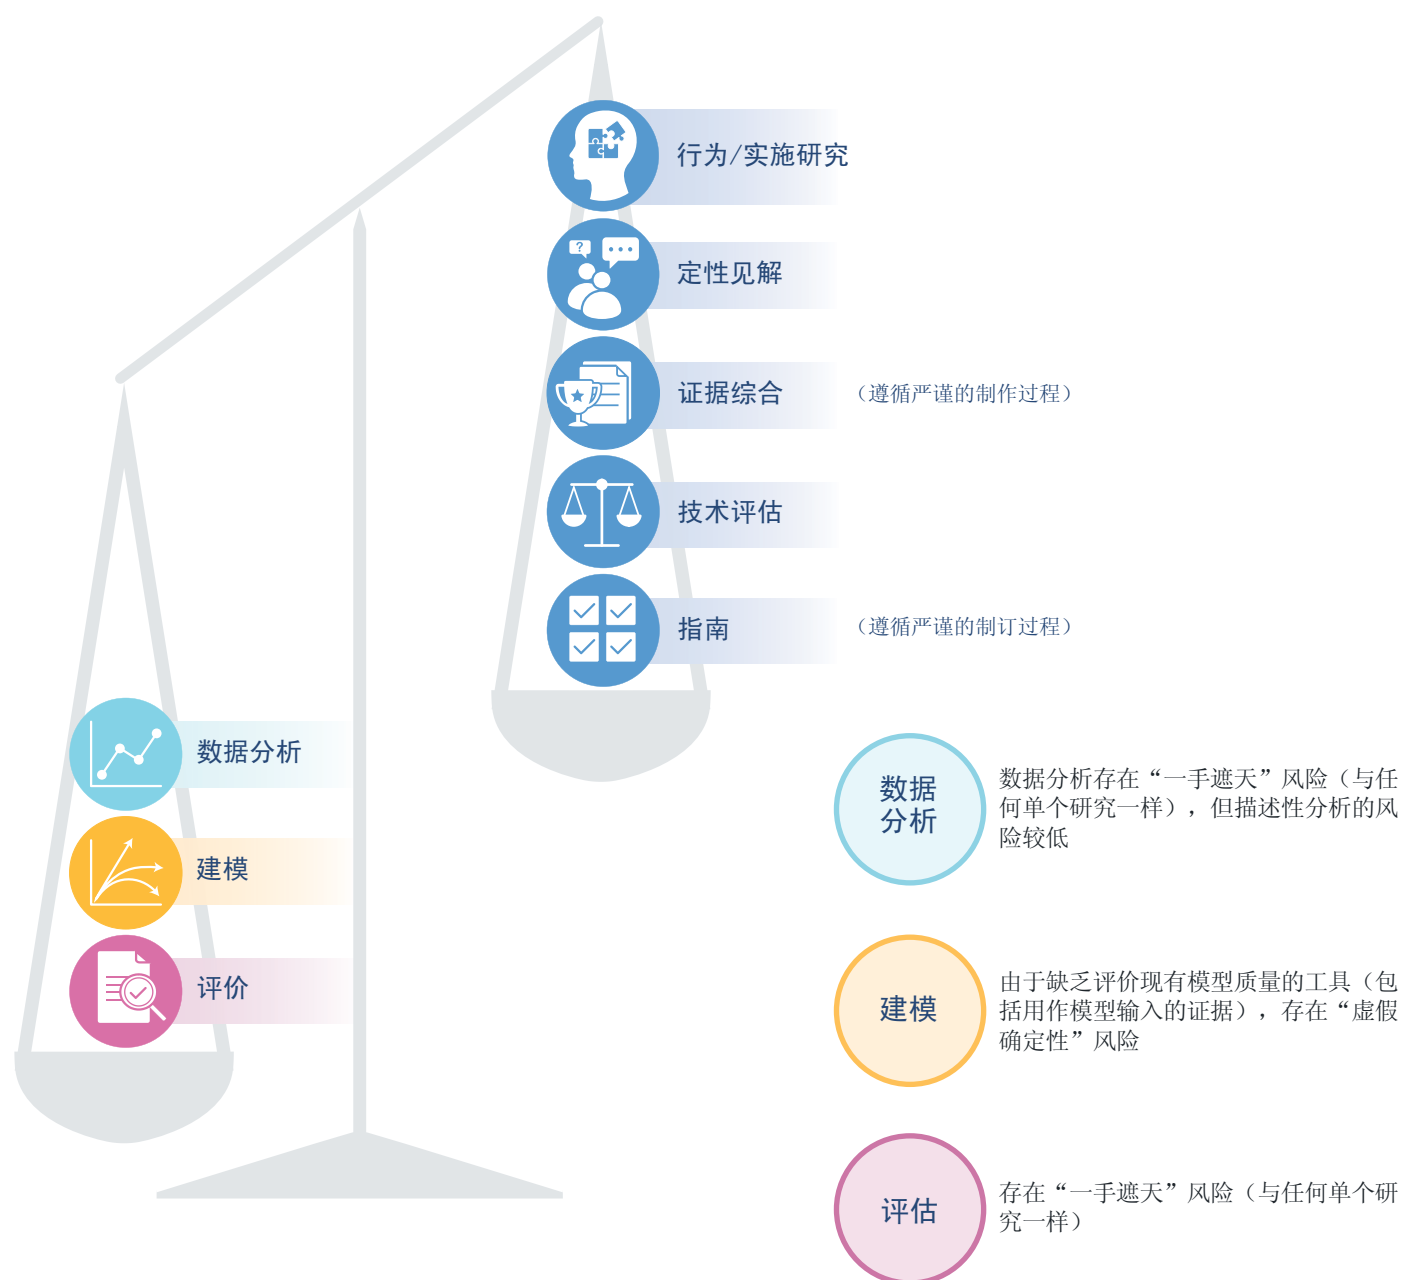 行为/实施研究
?
定性见解
证据综合
（遵循严谨的制作过程）
技术评估
指南
（遵循严谨的制订过程）
数据分析
建模
评价
数据
分析
数据分析存在“一手遮天”风险（与任
何单个研究一样），但描述性分析的风
险较低
建模
由于缺乏评价现有模型质量的工具（包
括用作模型输入的证据），存在“虚假
确定性”风险
评估
存在“一手遮天”风险（与任何单个研
究一样）